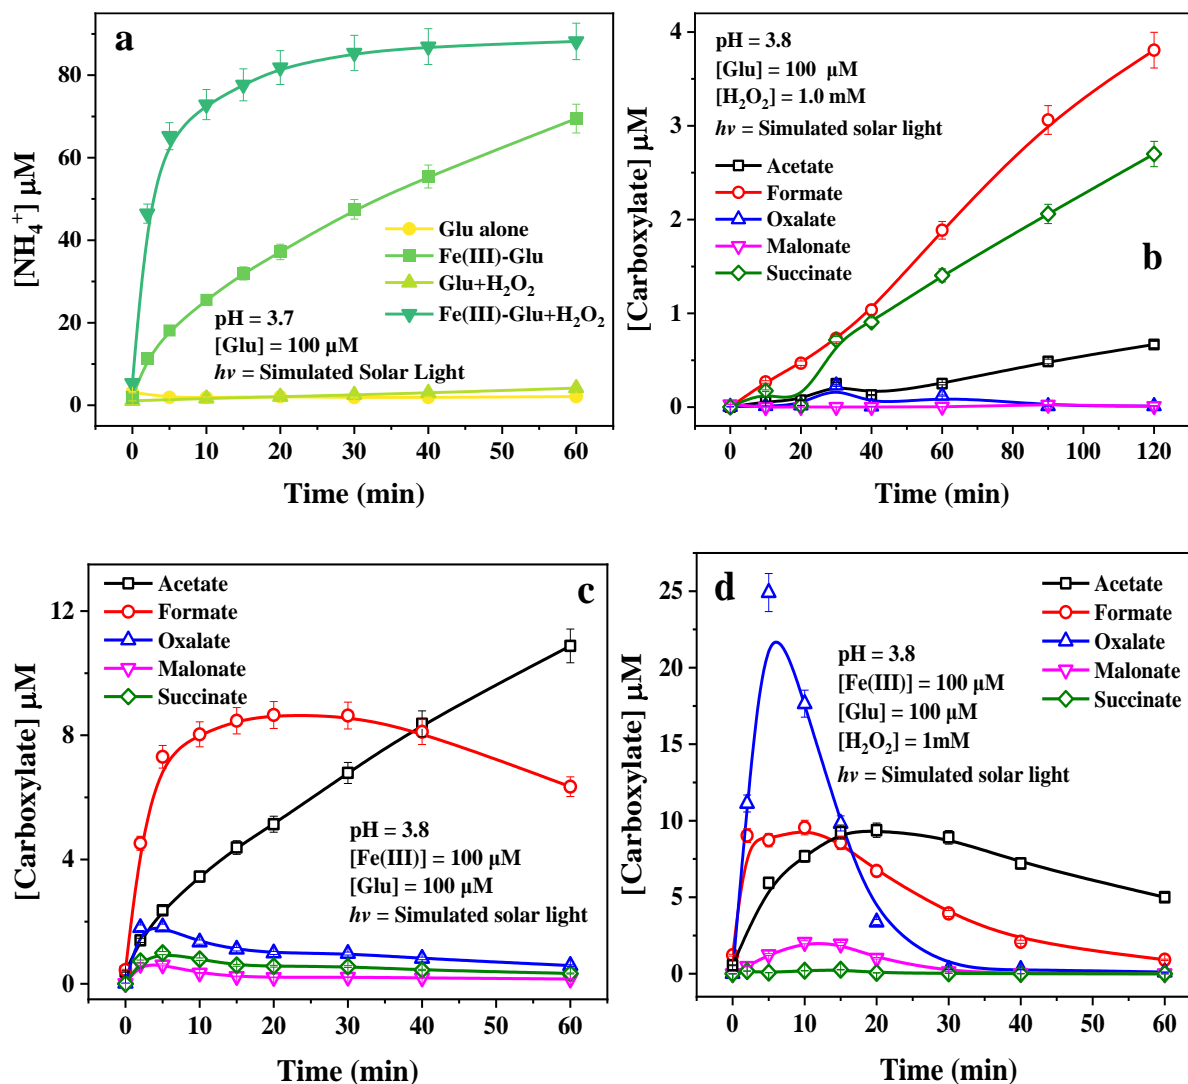 a
[NH₄⁺] μM
80
60
40
20
0
Glu alone
Fe(III)-Glu
Glu+H₂O₂
Fe(III)-Glu+H₂O₂
pH = 3.7
[Glu] = 100 μM
hν = Simulated Solar Light
0 10 20 30 40 50 60
Time (min)
b
[Carboxylate] μM
4
3
2
1
0
pH = 3.8
[Glu] = 100 μM
[H₂O₂] = 1.0 mM
hν = Simulated solar light
Acetate
Formate
Oxalate
Malonate
Succinate
0 20 40 60 80 100 120
Time (min)
c
[Carboxylate] μM
12
8
4
0
Acetate
Formate
Oxalate
Malonate
Succinate
pH = 3.8
[Fe(III)] = 100 μM
[Glu] = 100 μM
hν = Simulated solar light
0 10 20 30 40 50 60
Time (min)
d
[Carboxylate] μM
25
20
15
10
5
0
Acetate
Formate
Oxalate
Malonate
Succinate
pH = 3.8
[Fe(III)] = 100 μM
[Glu] = 100 μM
[H₂O₂] = 1mM
hν = Simulated solar light
0 10 20 30 40 50 60
Time (min)